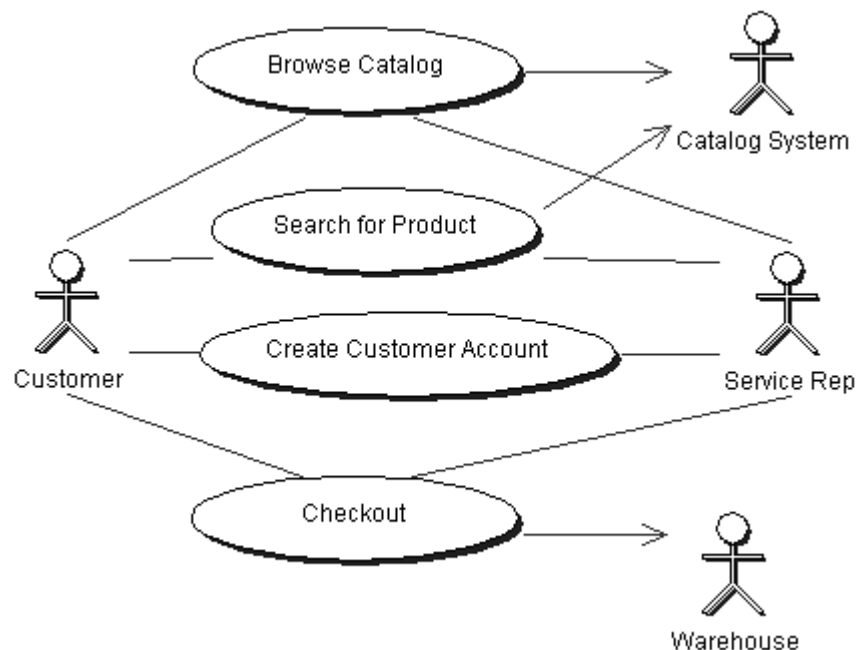 Browse Catalog
Catalog System
Search for Product
Create Customer Account
Customer
Service Rep
Checkout
Warehouse